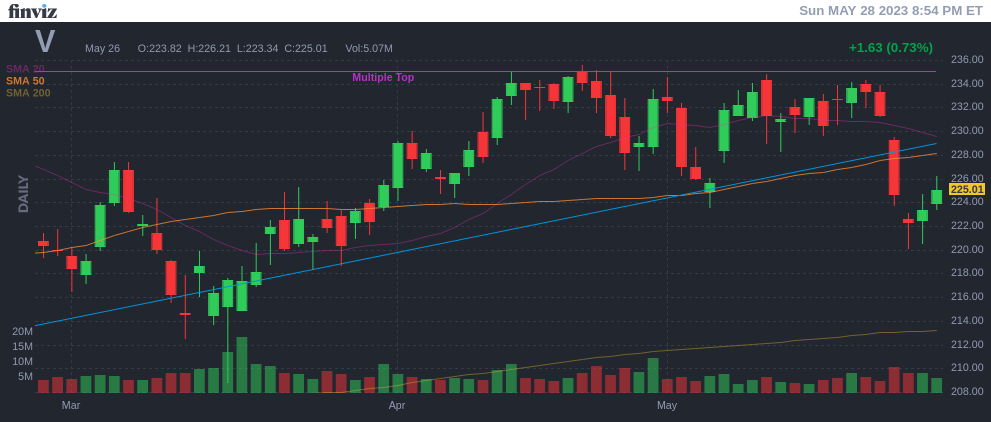 finviz
Sun MAY 28 2023 8:54 PM ET
V
May 26 O:223.82 H:226.21 L:223.34 C:225.01 Vol:5.07M
+1.63 (0.73%)
SMA 20
SMA 50
SMA 200
Multiple Top
DAILY
236.00
234.00
232.00
230.00
228.00
226.00
225.01
224.00
222.00
220.00
218.00
216.00
214.00
212.00
210.00
208.00
20M
15M
10M
5M
Mar Apr May